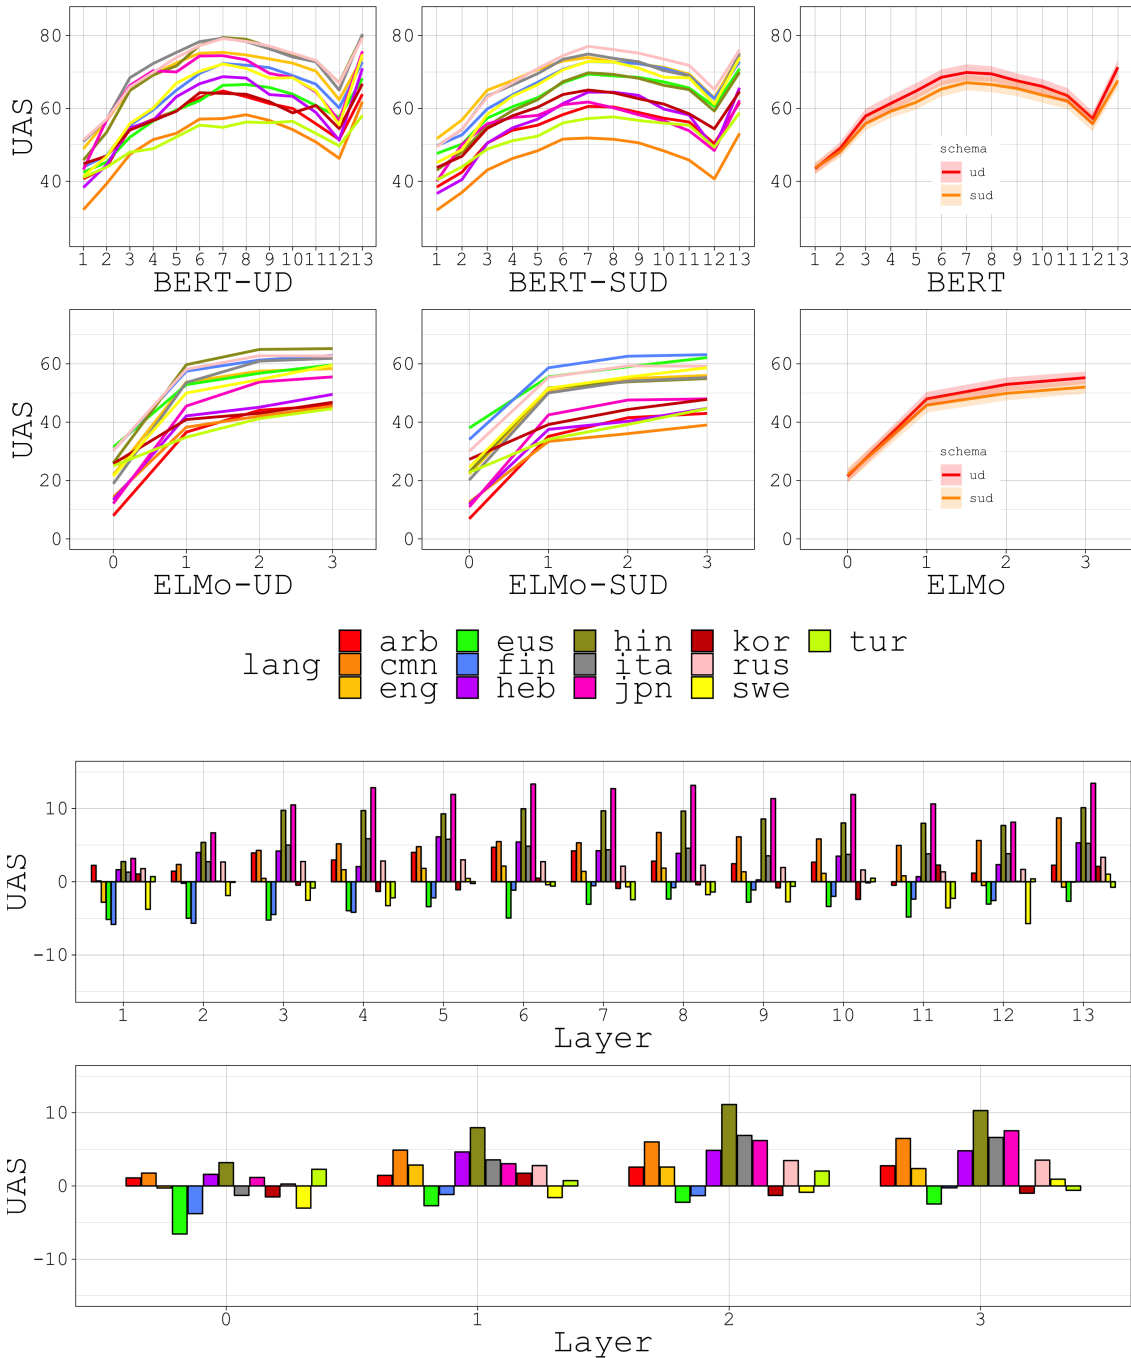 80
60
40
UAS
1 2 3 4 5 6 7 8 9 10 11 12 13
BERT-UD
80
60
40
1 2 3 4 5 6 7 8 9 10 11 12 13
BERT-SUD
80
60
40
schema
ud
sud
1 2 3 4 5 6 7 8 9 10 11 12 13
BERT
60
40
20
0
UAS
0 1 2 3
ELMo-UD
60
40
20
0
0 1 2 3
ELMo-SUD
60
40
20
0
schema
ud
sud
0 1 2 3
ELMo
lang
arb eus hin kor tur
cmn fin ita rus
eng heb jpn swe
10
0
-10
UAS
1 2 3 4 5 6 7 8 9 10 11 12 13
Layer
10
0
-10
UAS
0 1 2 3
Layer